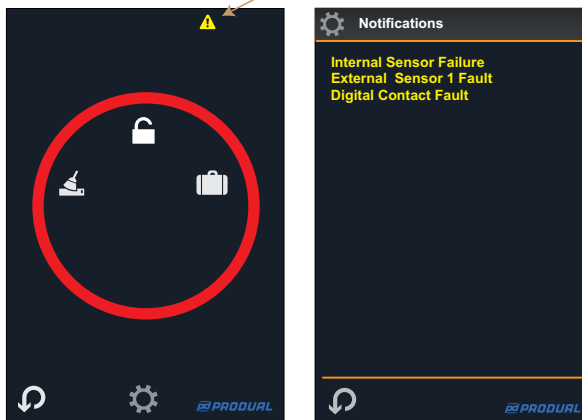 Notifications
Internal Sensor Failure
External Sensor 1 Fault
Digital Contact Fault
PRODUAL
PRODUAL